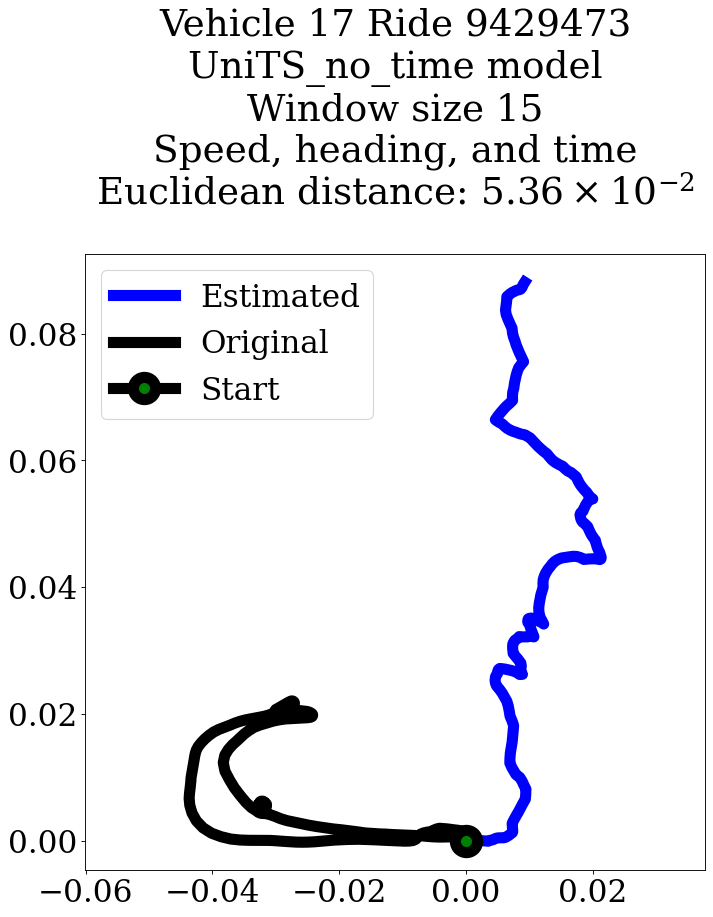 Vehicle 17 Ride 9429473
UniTS_no_time model
Window size 15
Speed, heading, and time
Euclidean distance: 5.36 × 10⁻²
Estimated
Original
Start
0.08
0.06
0.04
0.02
0.00
−0.06 −0.04 −0.02 0.00 0.02